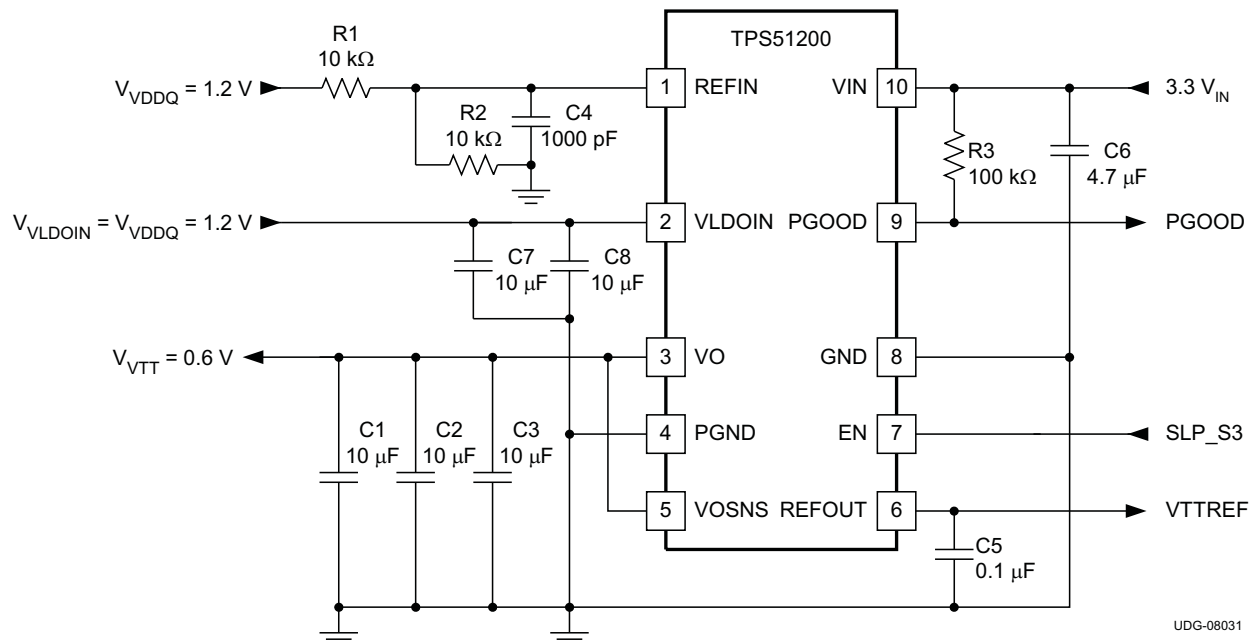 TPS51200
R1
10 kΩ
V_VDDQ = 1.2 V
1
REFIN
VIN
10
3.3 V_IN
R2
10 kΩ
C4
1000 pF
R3
100 kΩ
C6
4.7 µF
V_VLDOIN = V_VDDQ = 1.2 V
2
VLDOIN
PGOOD
9
PGOOD
C7
10 µF
C8
10 µF
V_VTT = 0.6 V
3
VO
GND
8
C1
10 µF
C2
10 µF
C3
10 µF
4
PGND
EN
7
SLP_S3
5
VOSNS
REFOUT
6
VTTREF
C5
0.1 µF
UDG-08031